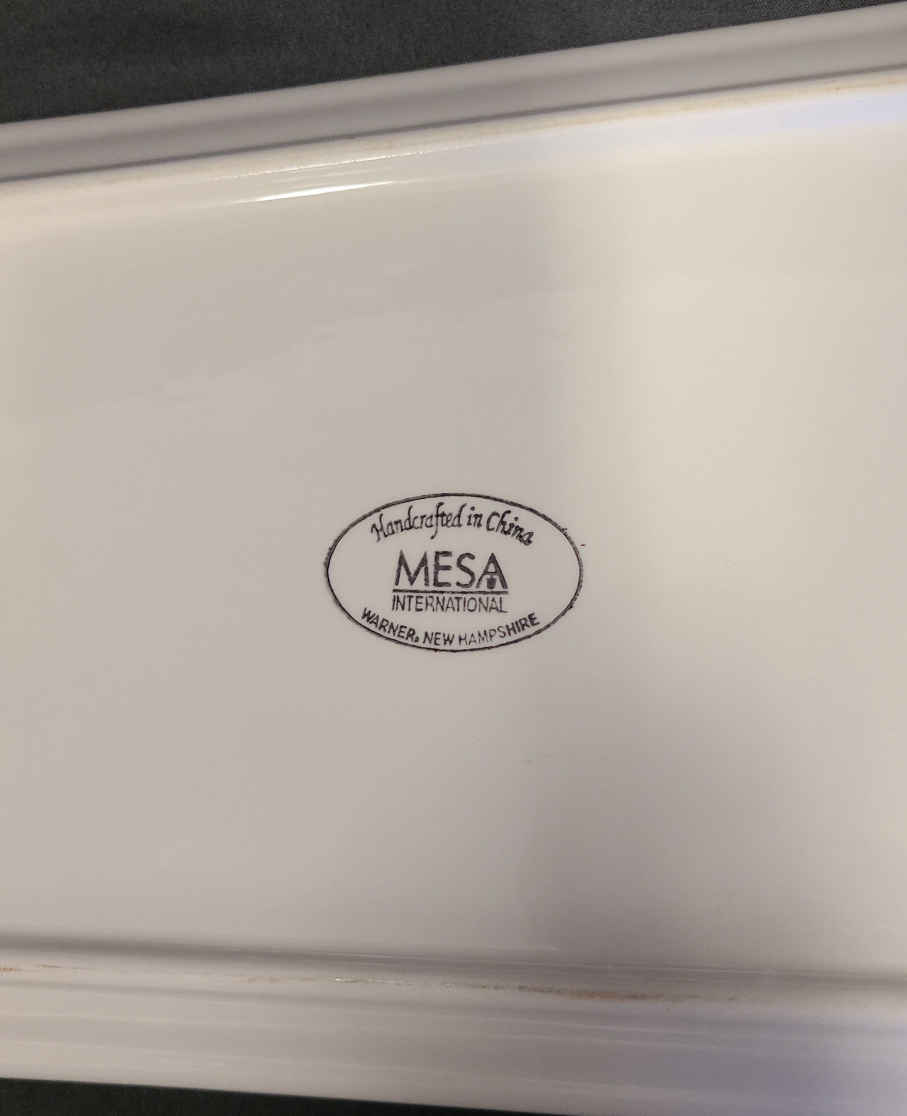 Handcrafted in China
MESA
INTERNATIONAL
WARNER, NEW HAMPSHIRE